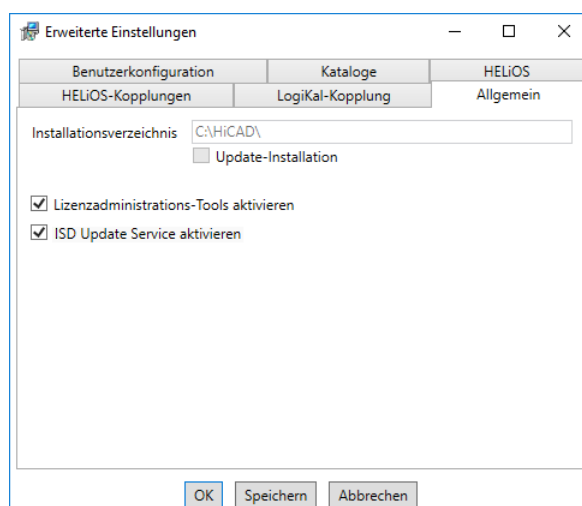 Erweiterte Einstellungen
Benutzerkonfiguration Kataloge HELiOS
HELiOS-Kopplungen LogiKal-Kopplung Allgemein
Installationsverzeichnis C:\HiCAD\
Update-Installation
Lizenzadministrations-Tools aktivieren
ISD Update Service aktivieren
OK Speichern Abbrechen